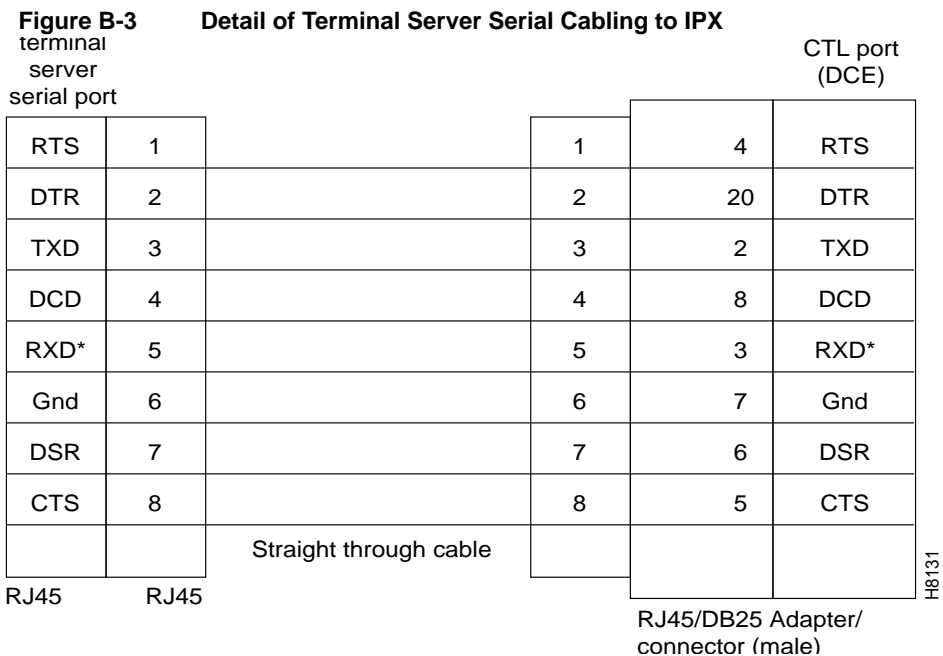 Figure B-3 Detail of Terminal Server Serial Cabling to IPX
terminal
server
serial port
CTL port
(DCE)
RTS 1 1 4 RTS
DTR 2 2 20 DTR
TXD 3 3 2 TXD
DCD 4 4 8 DCD
RXD* 5 5 3 RXD*
Gnd 6 6 7 Gnd
DSR 7 7 6 DSR
CTS 8 8 5 CTS
Straight through cable
RJ45 RJ45
RJ45/DB25 Adapter/
connector (male)
H8131